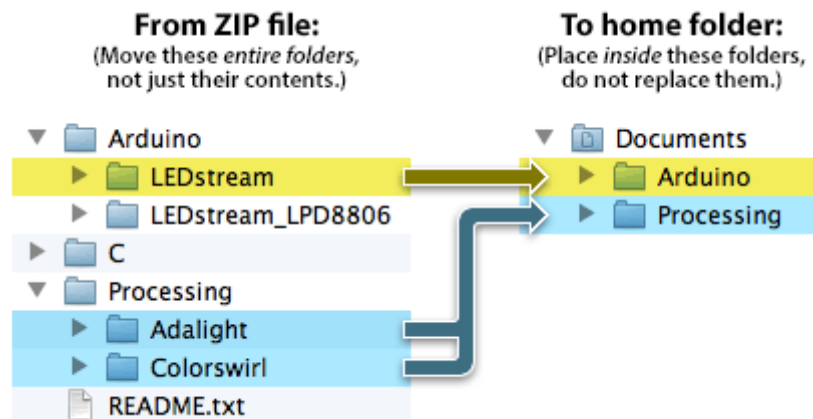 From ZIP file:
(Move these entire folders,
not just their contents.)
Arduino
LEDstream
LEDstream_LPD8806
C
Processing
Adalight
Colorswirl
README.txt
To home folder:
(Place inside these folders,
do not replace them.)
Documents
Arduino
Processing